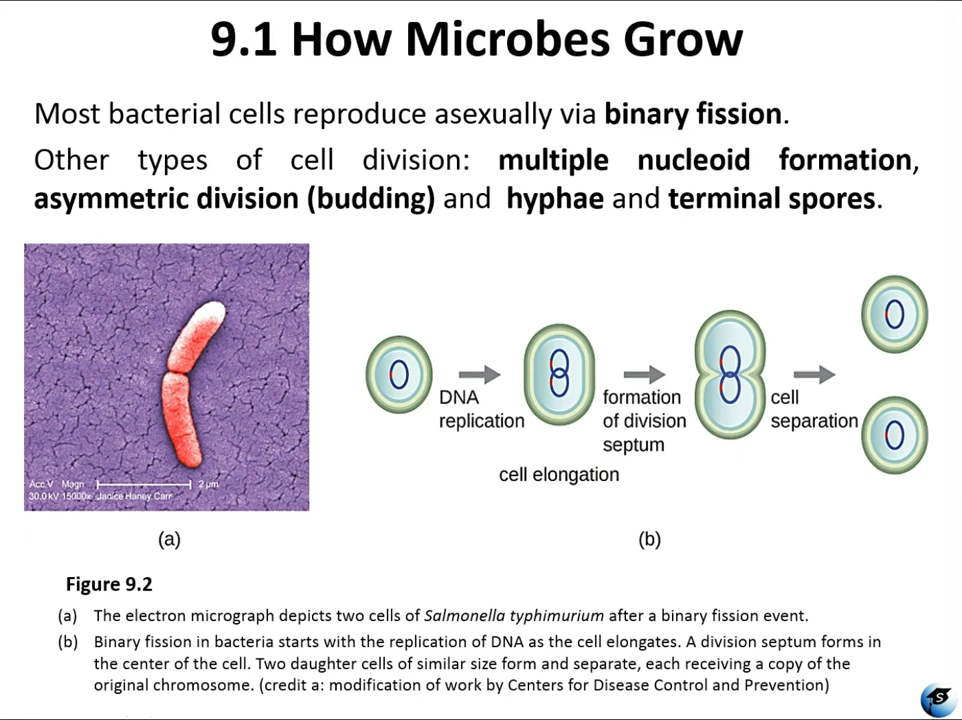 9.1 How Microbes Grow
Most bacterial cells reproduce asexually via binary fission.
Other types of cell division: multiple nucleoid formation,
asymmetric division (budding) and hyphae and terminal spores.
DNA
replication
formation
of division
septum
cell
separation
cell elongation
Acc.V Magn 2 µm
30.0 kV 15000x Janice Haney Carr
(a)
(b)
Figure 9.2
(a) The electron micrograph depicts two cells of Salmonella typhimurium after a binary fission event.
(b) Binary fission in bacteria starts with the replication of DNA as the cell elongates. A division septum forms in
the center of the cell. Two daughter cells of similar size form and separate, each receiving a copy of the
original chromosome. (credit a: modification of work by Centers for Disease Control and Prevention)
S